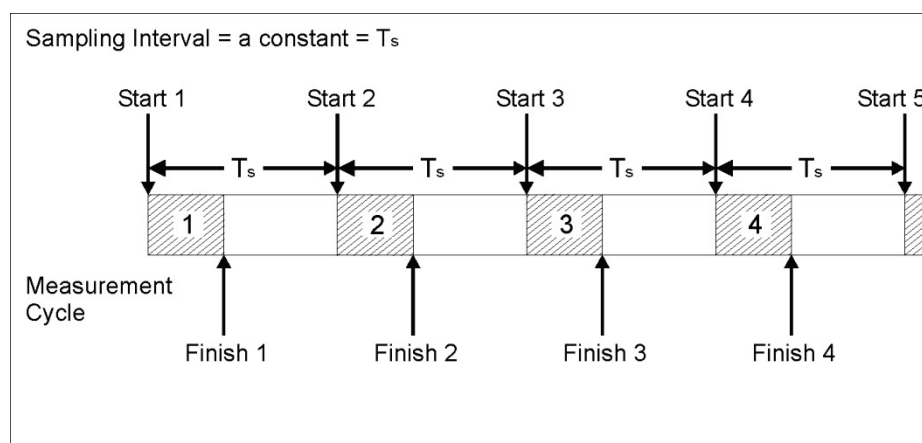 Sampling Interval = a constant = Ts
Start 1 Start 2 Start 3 Start 4 Start 5
Ts Ts Ts Ts
1 2 3 4
Measurement
Cycle
Finish 1 Finish 2 Finish 3 Finish 4